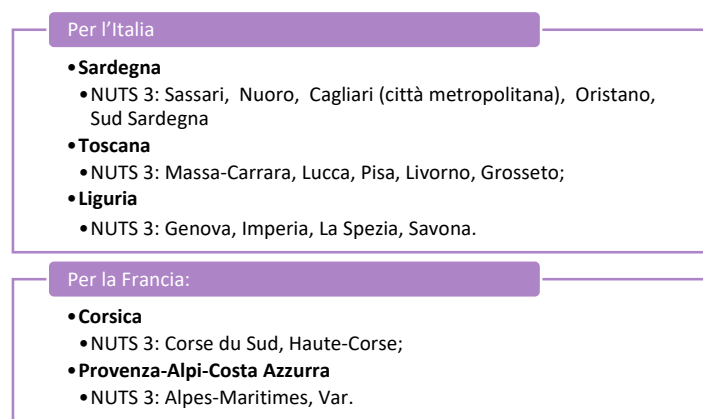 Per l’Italia
•Sardegna
•NUTS 3: Sassari, Nuoro, Cagliari (città metropolitana), Oristano,
Sud Sardegna
•Toscana
•NUTS 3: Massa-Carrara, Lucca, Pisa, Livorno, Grosseto;
•Liguria
•NUTS 3: Genova, Imperia, La Spezia, Savona.
Per la Francia:
•Corsica
•NUTS 3: Corse du Sud, Haute-Corse;
•Provenza-Alpi-Costa Azzurra
•NUTS 3: Alpes-Maritimes, Var.